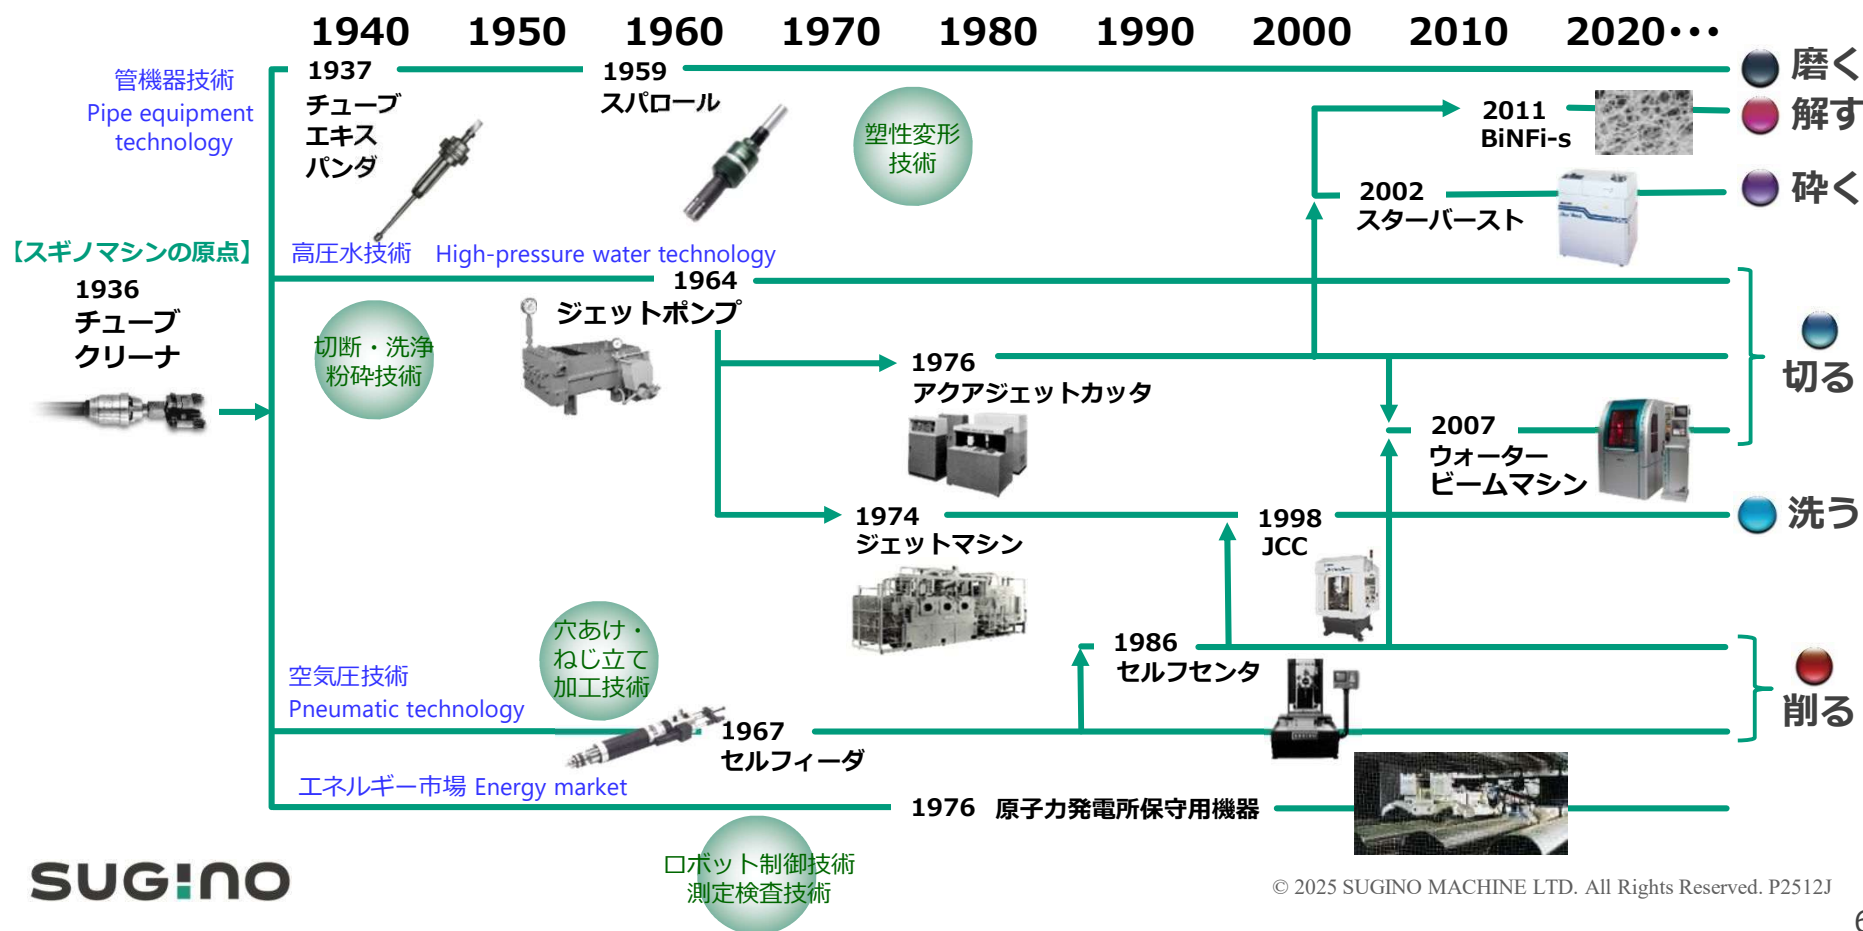 1940 1950 1960 1970 1980 1990 2000 2010 2020・・・
管機器技術
Pipe equipment
technology
1937
チューブ
エキス
パンダ
1959
スパロール
塑性変形
技術
2011
BiNFi-s
磨く
解す
2002
スターバースト
砕く
【スギノマシンの原点】
1936
チューブ
クリーナ
高圧水技術 High-pressure water technology
1964
ジェットポンプ
切断・洗浄
粉砕技術
1976
アクアジェットカッタ
切る
2007
ウォーター
ビームマシン
1974
ジェットマシン
1998
JCC
洗う
穴あけ・
ねじ立て
加工技術
空気圧技術
Pneumatic technology
1967
セルフィーダ
1986
セルフセンタ
削る
エネルギー市場 Energy market
1976 原子力発電所保守用機器
ロボット制御技術
測定検査技術
SUGINO
© 2025 SUGINO MACHINE LTD. All Rights Reserved. P2512J
6